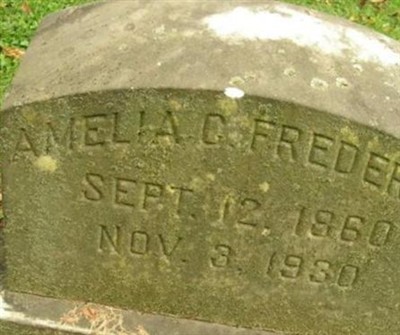 AMELIA C. FREDER
SEPT. 12, 1860
NOV. 3, 1930